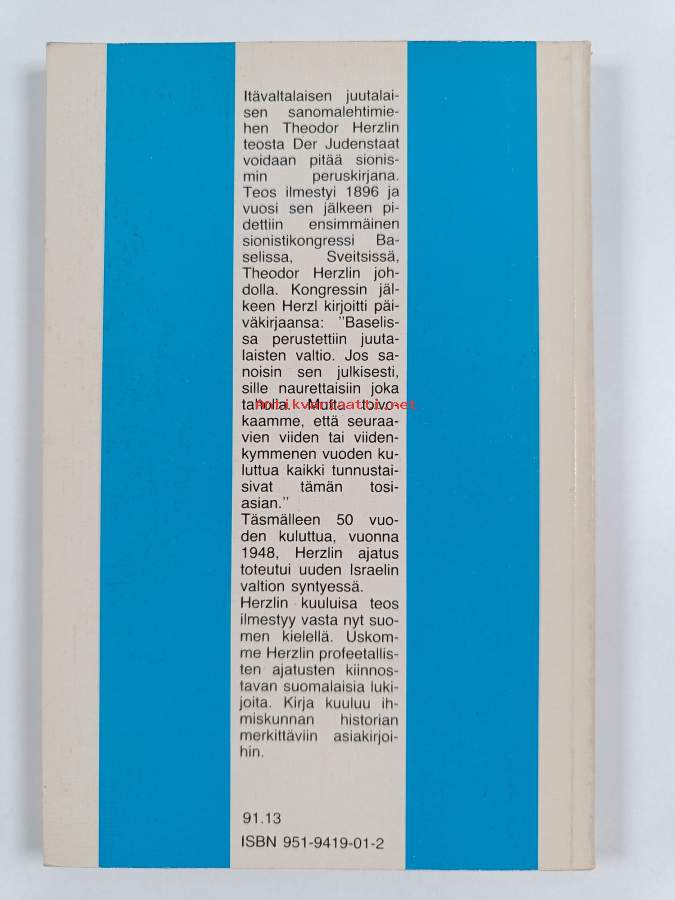 Itävaltalaisen juutalai-
sen sanomalehtimie-
hen Theodor Herzlin
teosta Der Judenstaat
voidaan pitää sionis-
min peruskirjana.
Teos ilmestyi 1896 ja
vuosi sen jälkeen pi-
dettiin ensimmäinen
sionistikongressi Ba-
selissa, Sveitsissä,
Theodor Herzlin joh-
dolla. Kongressin jäl-
keen Herzl kirjoitti päi-
väkirjaansa: ”Baselis-
sa perustettiin juuta-
laisten valtio. Jos sa-
noisin sen julkisesti,
sille naurettaisiin joka
taholta. Mutta toivo-
Antikvariaatti.net
kaamme, että seuraa-
vien viiden tai viiden-
kymmenen vuoden ku-
luttua kaikki tunnustai-
sivat tämän tosi-
asian.”
Täsmälleen 50 vuo-
den kuluttua, vuonna
1948, Herzlin ajatus
toteutui uuden Israelin
valtion syntyessä.
Herzlin kuuluisa teos
ilmestyy vasta nyt suo-
men kielellä. Uskom-
me Herzlin profeetallis-
ten ajatusten kiinnos-
tavan suomalaisia luki-
joita. Kirja kuuluu ih-
miskunnan historian
merkittäviin asiakirjoi-
hin.
91.13
ISBN 951-9419-01-2